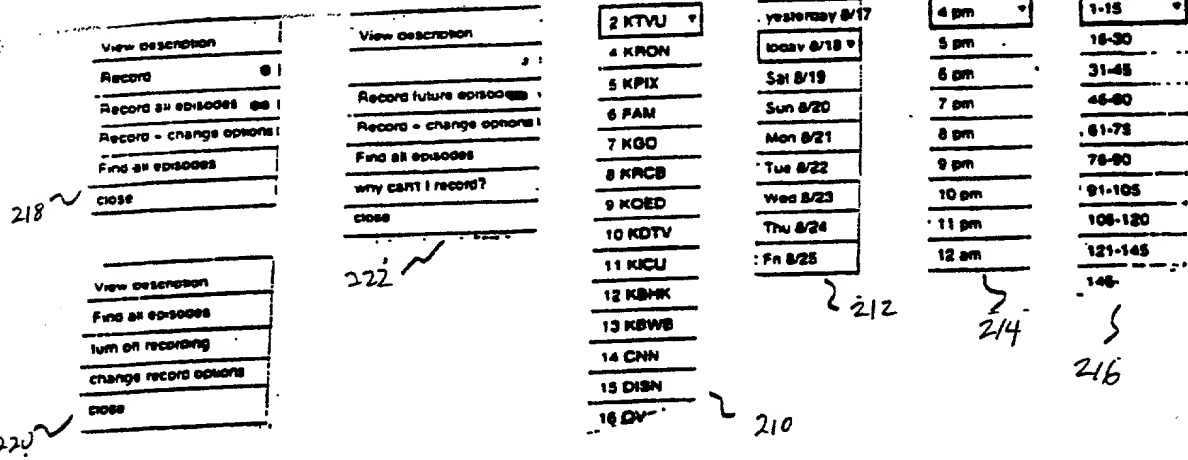 View description
Record
Record all episodes
Record - change options
Find all episodes
close
218
View description
Find all episodes
turn off recording
change record options
close
220
View description
Record future episodes
Record - change options
Find all episodes
why can't I record?
close
222
2 KTVU
4 KRON
5 KPIX
6 FAM
7 KGO
8 KRCB
9 KQED
10 KDTV
11 KICU
12 KBHK
13 KBWB
14 CNN
15 DISN
210
yesterday 8/17
today 8/18
Sat 8/19
Sun 8/20
Mon 8/21
Tue 8/22
Wed 8/23
Thu 8/24
Fri 8/25
212
4 pm
5 pm
6 pm
7 pm
8 pm
9 pm
10 pm
11 pm
12 am
214
1-15
16-30
31-45
46-60
61-75
76-90
91-105
106-120
121-145
146-
216